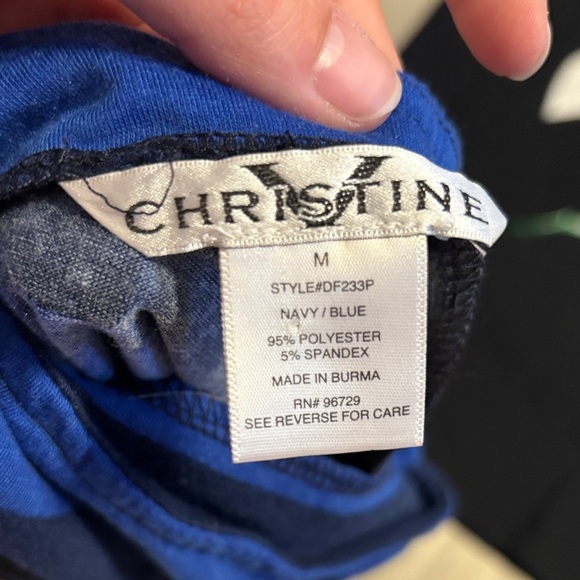 CHRISTINE
V
M
STYLE#DF233P
NAVY / BLUE
95% POLYESTER
5% SPANDEX
MADE IN BURMA
RN# 96729
SEE REVERSE FOR CARE